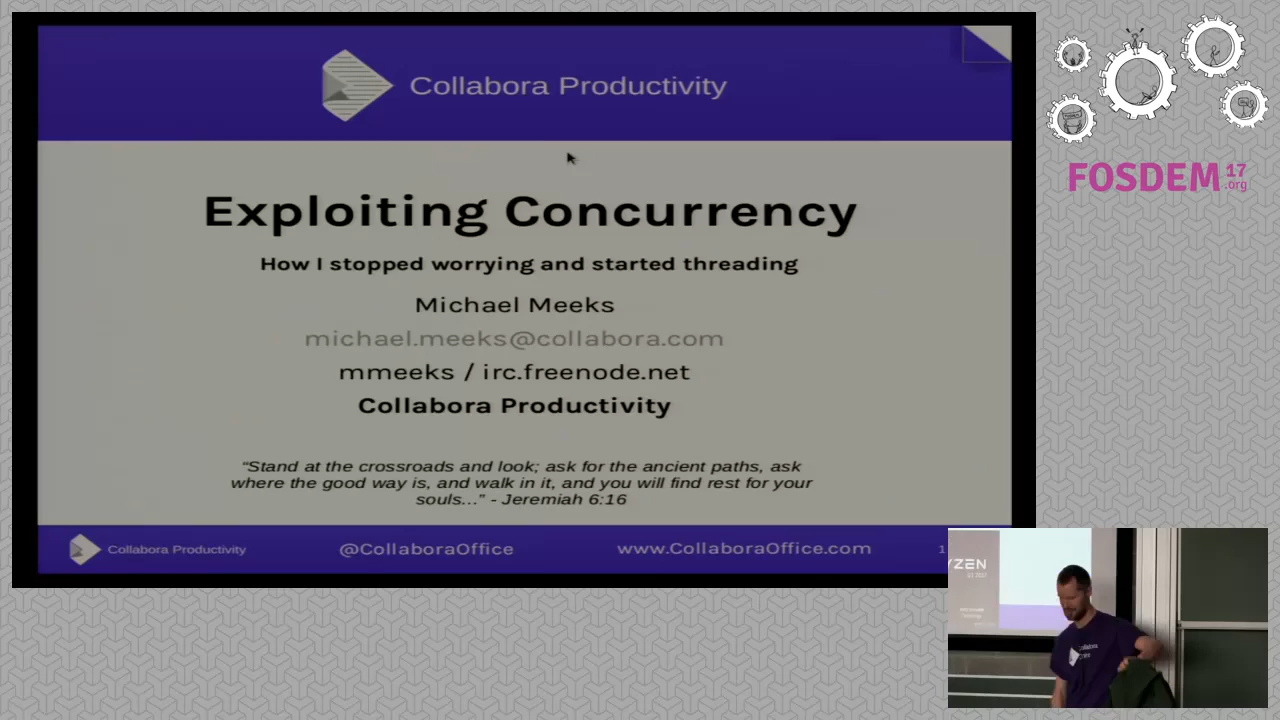 Collabora Productivity
Exploiting Concurrency
How I stopped worrying and started threading
Michael Meeks
michael.meeks@collabora.com
mmeeks / irc.freenode.net
Collabora Productivity
“Stand at the crossroads and look; ask for the ancient paths, ask
where the good way is, and walk in it, and you will find rest for your
souls...” - Jeremiah 6:16
Collabora Productivity
@CollaboraOffice
www.CollaboraOffice.com
1
FOSDEM 17
.org
YZEN
Collabora